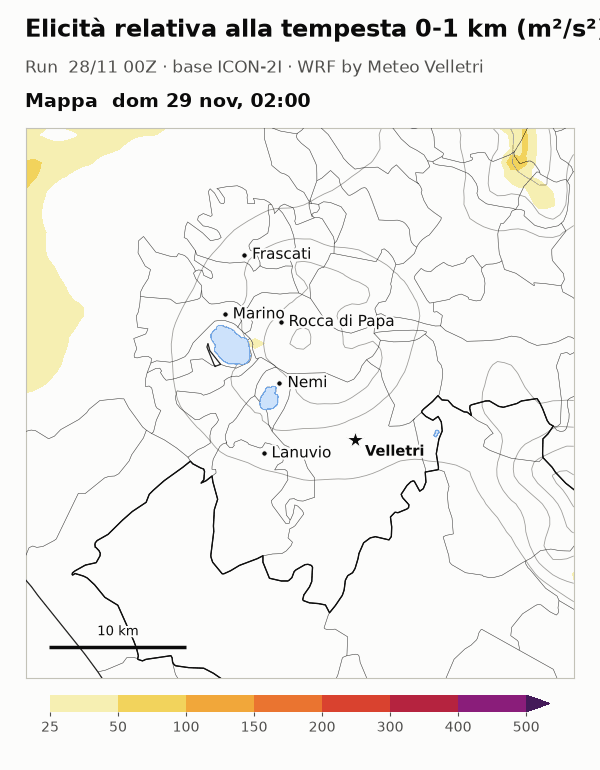 Elicità relativa alla tempesta 0-1 km (m²/s²)
Run 28/11 00Z · base ICON-2I · WRF by Meteo Velletri
Mappa dom 29 nov, 02:00
Frascati
Marino
Rocca di Papa
Nemi
Velletri
Lanuvio
10 km
25 50 100 150 200 300 400 500